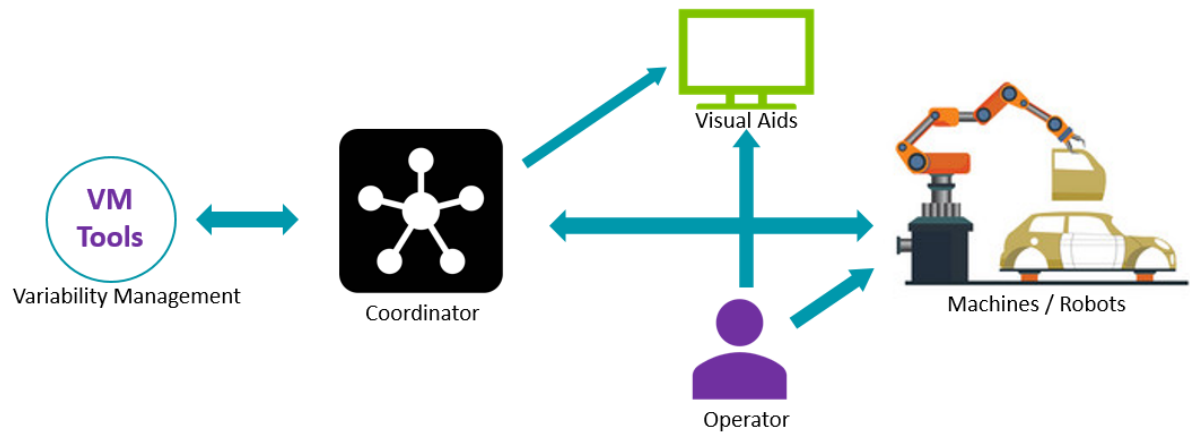 VM
Tools
Variability Management
Coordinator
Visual Aids
Operator
Machines / Robots